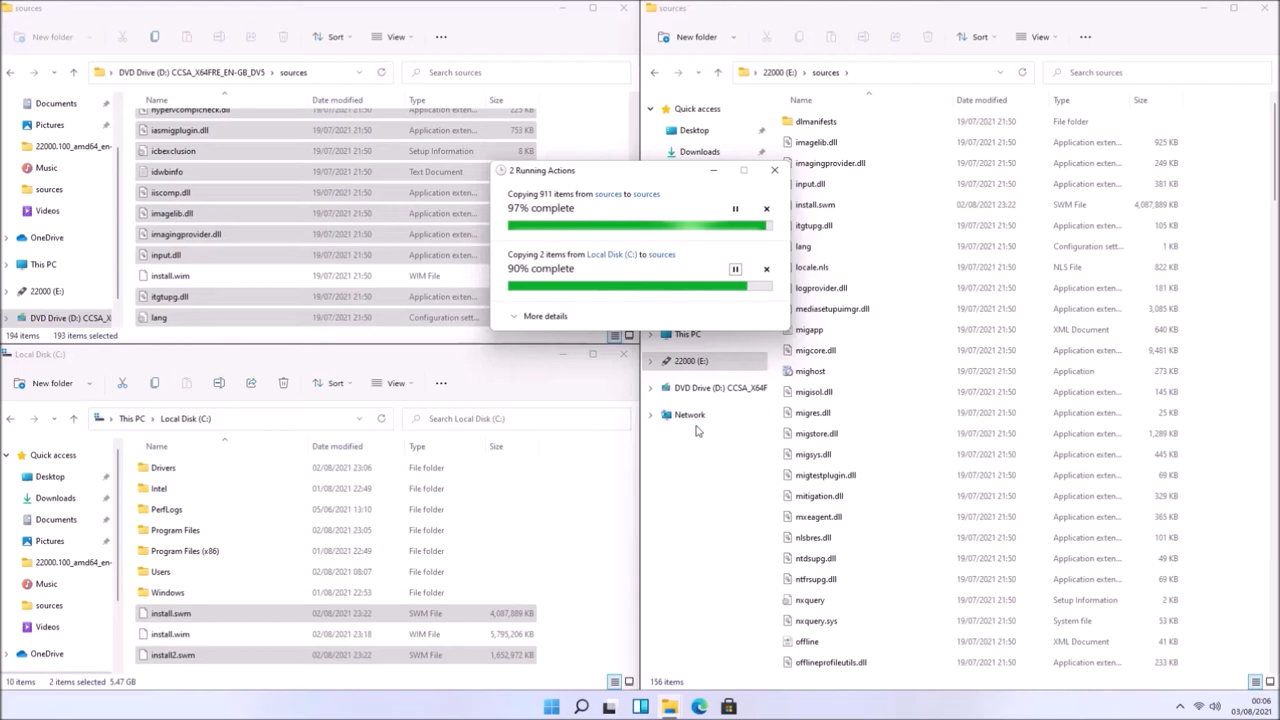 sources
New folder
Sort
View
DVD Drive (D:) CCSA_X64FRE_EN-GB_DV5 > sources
Search sources
Documents
Pictures
22000.100_amd64_en-
Music
sources
Videos
OneDrive
This PC
22000 (E:)
DVD Drive (D:) CCSA_X
Name Date modified Type Size
hypervcomplcheck.dll 19/07/2021 21:50 Application exten... 225 KB
iasmigplugin.dll 19/07/2021 21:50 Application exten... 753 KB
icbexclusion 19/07/2021 21:50 Setup Information 8 KB
idwbinfo 19/07/2021 21:50 Text Document
iiscomp.dll 19/07/2021 21:50 Application exten...
imagelib.dll 19/07/2021 21:50 Application exten...
imagingprovider.dll 19/07/2021 21:50 Application exten...
input.dll 19/07/2021 21:50 Application exten...
install.wim 19/07/2021 21:50 WIM File
itgtupg.dll 19/07/2021 21:50 Application exten...
lang 19/07/2021 21:50 Configuration sett...
194 items 193 items selected
2 Running Actions
Copying 911 items from sources to sources
97% complete
Copying 2 items from Local Disk (C:) to sources
90% complete
More details
Local Disk (C:)
New folder
Sort
View
This PC > Local Disk (C:)
Search Local Disk (C:)
Quick access
Desktop
Downloads
Documents
Pictures
22000.100_amd64_en-
Music
sources
Videos
OneDrive
Name Date modified Type Size
Drivers 02/08/2021 23:06 File folder
Intel 01/08/2021 22:49 File folder
PerfLogs 05/06/2021 13:10 File folder
Program Files 02/08/2021 23:05 File folder
Program Files (x86) 01/08/2021 22:49 File folder
Users 02/08/2021 08:07 File folder
Windows 02/08/2021 22:53 File folder
install.swm 02/08/2021 23:22 SWM File 4,087,889 KB
install.wim 02/08/2021 23:18 WIM File 5,795,206 KB
install2.swm 02/08/2021 23:22 SWM File 1,652,972 KB
10 items 2 items selected 5.47 GB
sources
New folder
Sort
View
22000 (E:) > sources >
Search sources
Quick access
Desktop
Downloads
This PC
22000 (E:)
DVD Drive (D:) CCSA_X64F
Network
Name Date modified Type Size
dlmanifests 19/07/2021 21:50 File folder
imagelib.dll 19/07/2021 21:50 Application exten... 925 KB
imagingprovider.dll 19/07/2021 21:50 Application exten... 249 KB
input.dll 19/07/2021 21:50 Application exten... 381 KB
install.swm 02/08/2021 23:22 SWM File 4,087,889 KB
itgtupg.dll 19/07/2021 21:50 Application exten... 105 KB
lang 19/07/2021 21:50 Configuration sett... 1 KB
locale.nls 19/07/2021 21:50 NLS File 822 KB
logprovider.dll 19/07/2021 21:50 Application exten... 121 KB
mediasetupuimgr.dll 19/07/2021 21:50 Application exten... 3,085 KB
migapp 19/07/2021 21:50 XML Document 640 KB
migcore.dll 19/07/2021 21:50 Application exten... 9,481 KB
mighost 19/07/2021 21:50 Application 273 KB
migisol.dll 19/07/2021 21:50 Application exten... 121 KB
migres.dll 19/07/2021 21:50 Application exten... 25 KB
migstore.dll 19/07/2021 21:50 Application exten... 1,289 KB
migsys.dll 19/07/2021 21:50 Application exten... 445 KB
migtestplugin.dll 19/07/2021 21:50 Application exten... 69 KB
mitigation.dll 19/07/2021 21:50 Application exten... 329 KB
mxeagent.dll 19/07/2021 21:50 Application exten... 365 KB
nlsbres.dll 19/07/2021 21:50 Application exten... 101 KB
ntdsupg.dll 19/07/2021 21:50 Application exten... 49 KB
ntfrsupg.dll 19/07/2021 21:50 Application exten... 69 KB
nxquery 19/07/2021 21:50 Setup Information 2 KB
nxquery.sys 19/07/2021 21:50 System file 53 KB
offline 19/07/2021 21:50 XML Document 41 KB
offlineprofileutils.dll 19/07/2021 21:50 Application exten... 233 KB
156 items
00:06
03/08/2021